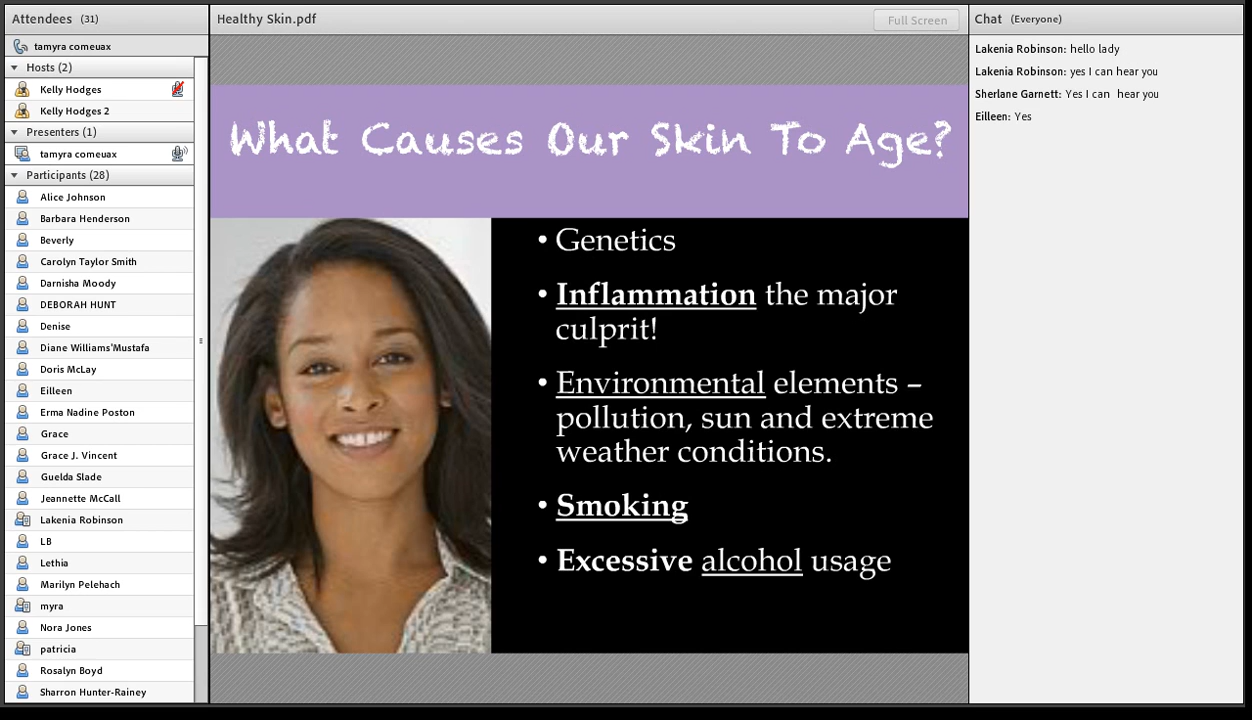 Attendees (31)
tamyra comeuax
Hosts (2)
Kelly Hodges
Kelly Hodges 2
Presenters (1)
tamyra comeuax
Participants (28)
Alice Johnson
Barbara Henderson
Beverly
Carolyn Taylor Smith
Darnisha Moody
DEBORAH HUNT
Denise
Diane Williams'Mustafa
Doris McLay
Eilleen
Erma Nadine Poston
Grace
Grace J. Vincent
Guelda Slade
Jeannette McCall
Lakenia Robinson
LB
Lethia
Marilyn Pelehach
myra
Nora Jones
patricia
Rosalyn Boyd
Sharron Hunter-Rainey
Healthy Skin.pdf
Full Screen
What Causes Our Skin To Age?
• Genetics
• Inflammation the major
culprit!
• Environmental elements –
pollution, sun and extreme
weather conditions.
• Smoking
• Excessive alcohol usage
Chat (Everyone)
Lakenia Robinson: hello lady
Lakenia Robinson: yes I can hear you
Sherlane Garnett: Yes I can hear you
Eilleen: Yes